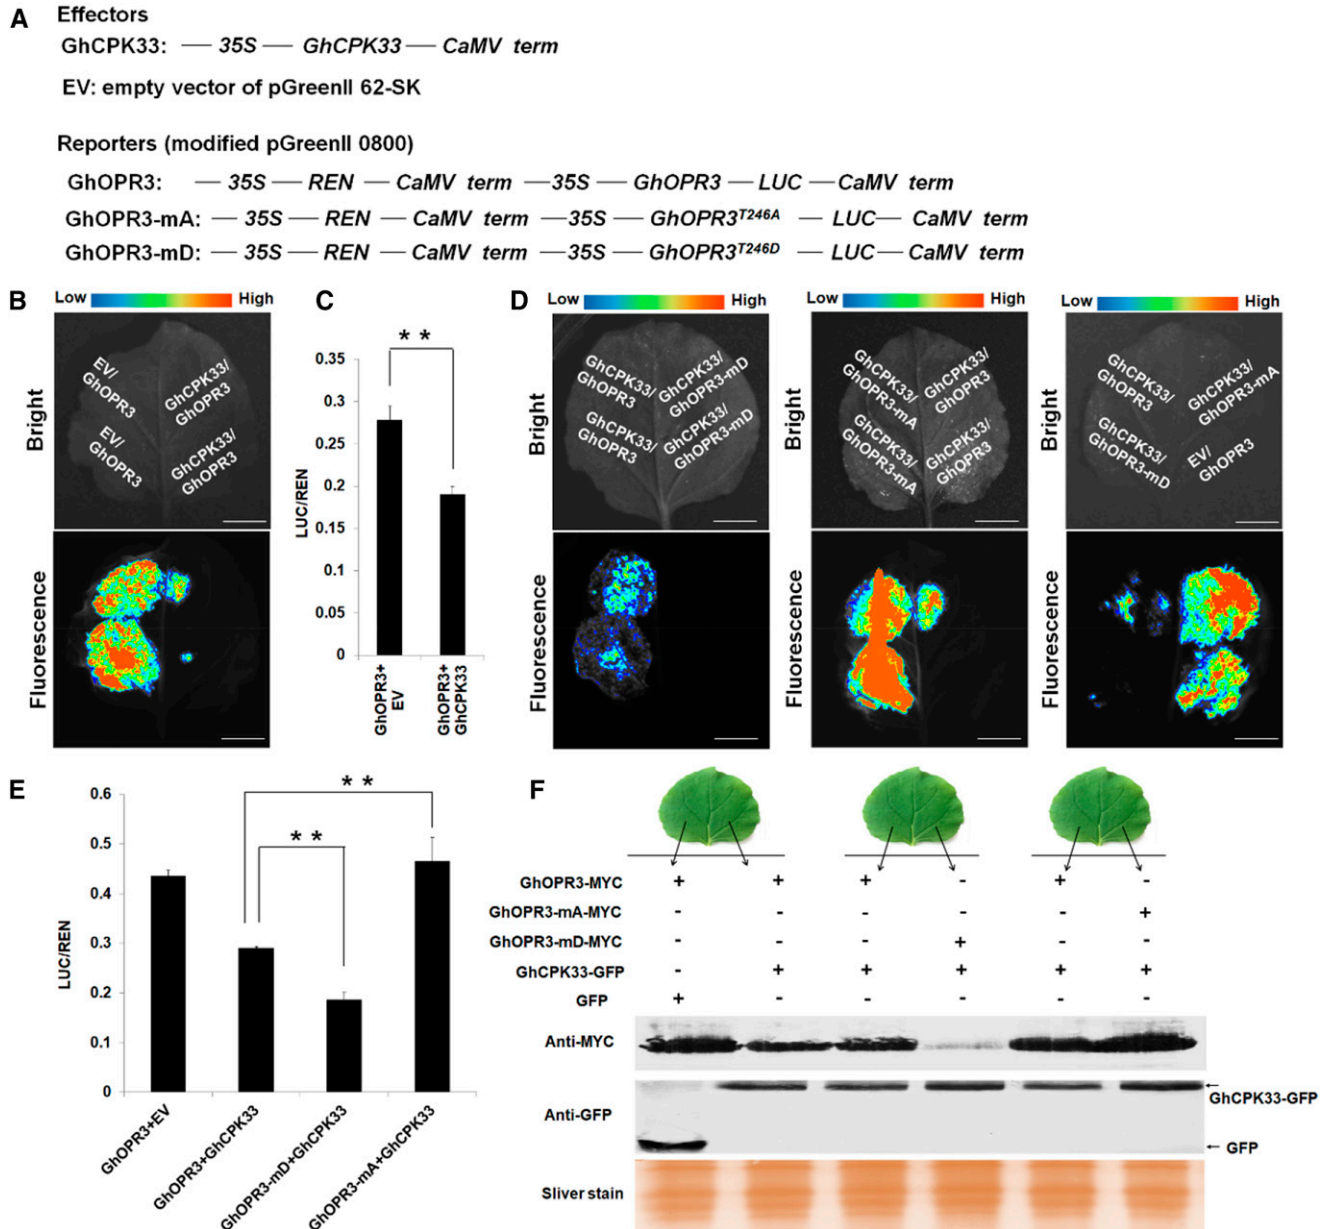 A
Effectors
GhCPK33: — 35S — GhCPK33 — CaMV term
EV: empty vector of pGreenII 62-SK
Reporters (modified pGreenII 0800)
GhOPR3: — 35S — REN — CaMV term — 35S — GhOPR3 — LUC — CaMV term
GhOPR3-mA: — 35S — REN — CaMV term — 35S — GhOPR3T246A — LUC — CaMV term
GhOPR3-mD: — 35S — REN — CaMV term — 35S — GhOPR3T246D — LUC — CaMV term
B
Low High
Bright
EV/
GhOPR3
GhCPK33/
GhOPR3
EV/
GhOPR3
GhCPK33/
GhOPR3
Fluorescence
C
* *
0.35
0.3
0.25
0.2
0.15
0.1
0.05
0
LUC/REN
GhOPR3+
EV
GhOPR3+
GhCPK33
D
Low High
Bright
GhCPK33/
GhOPR3
GhCPK33/
GhOPR3-mD
GhCPK33/
GhOPR3
GhCPK33/
GhOPR3-mD
Fluorescence
Low High
Bright
GhCPK33/
GhOPR3-mA
GhCPK33/
GhOPR3
GhCPK33/
GhOPR3-mA
GhCPK33/
GhOPR3
Fluorescence
Low High
Bright
GhCPK33/
GhOPR3
GhCPK33/
GhOPR3-mA
GhCPK33/
GhOPR3-mD
EV/
GhOPR3
Fluorescence
E
* *
* *
0.6
0.5
0.4
0.3
0.2
0.1
0
LUC/REN
GhOPR3+EV
GhOPR3+GhCPK33
GhOPR3-mD+GhCPK33
GhOPR3-mA+GhCPK33
F
GhOPR3-MYC + + + - + -
GhOPR3-mA-MYC - - - - - +
GhOPR3-mD-MYC - - - + - -
GhCPK33-GFP - + + + + +
GFP + - - - - -
Anti-MYC
Anti-GFP
GhCPK33-GFP
GFP
Sliver stain